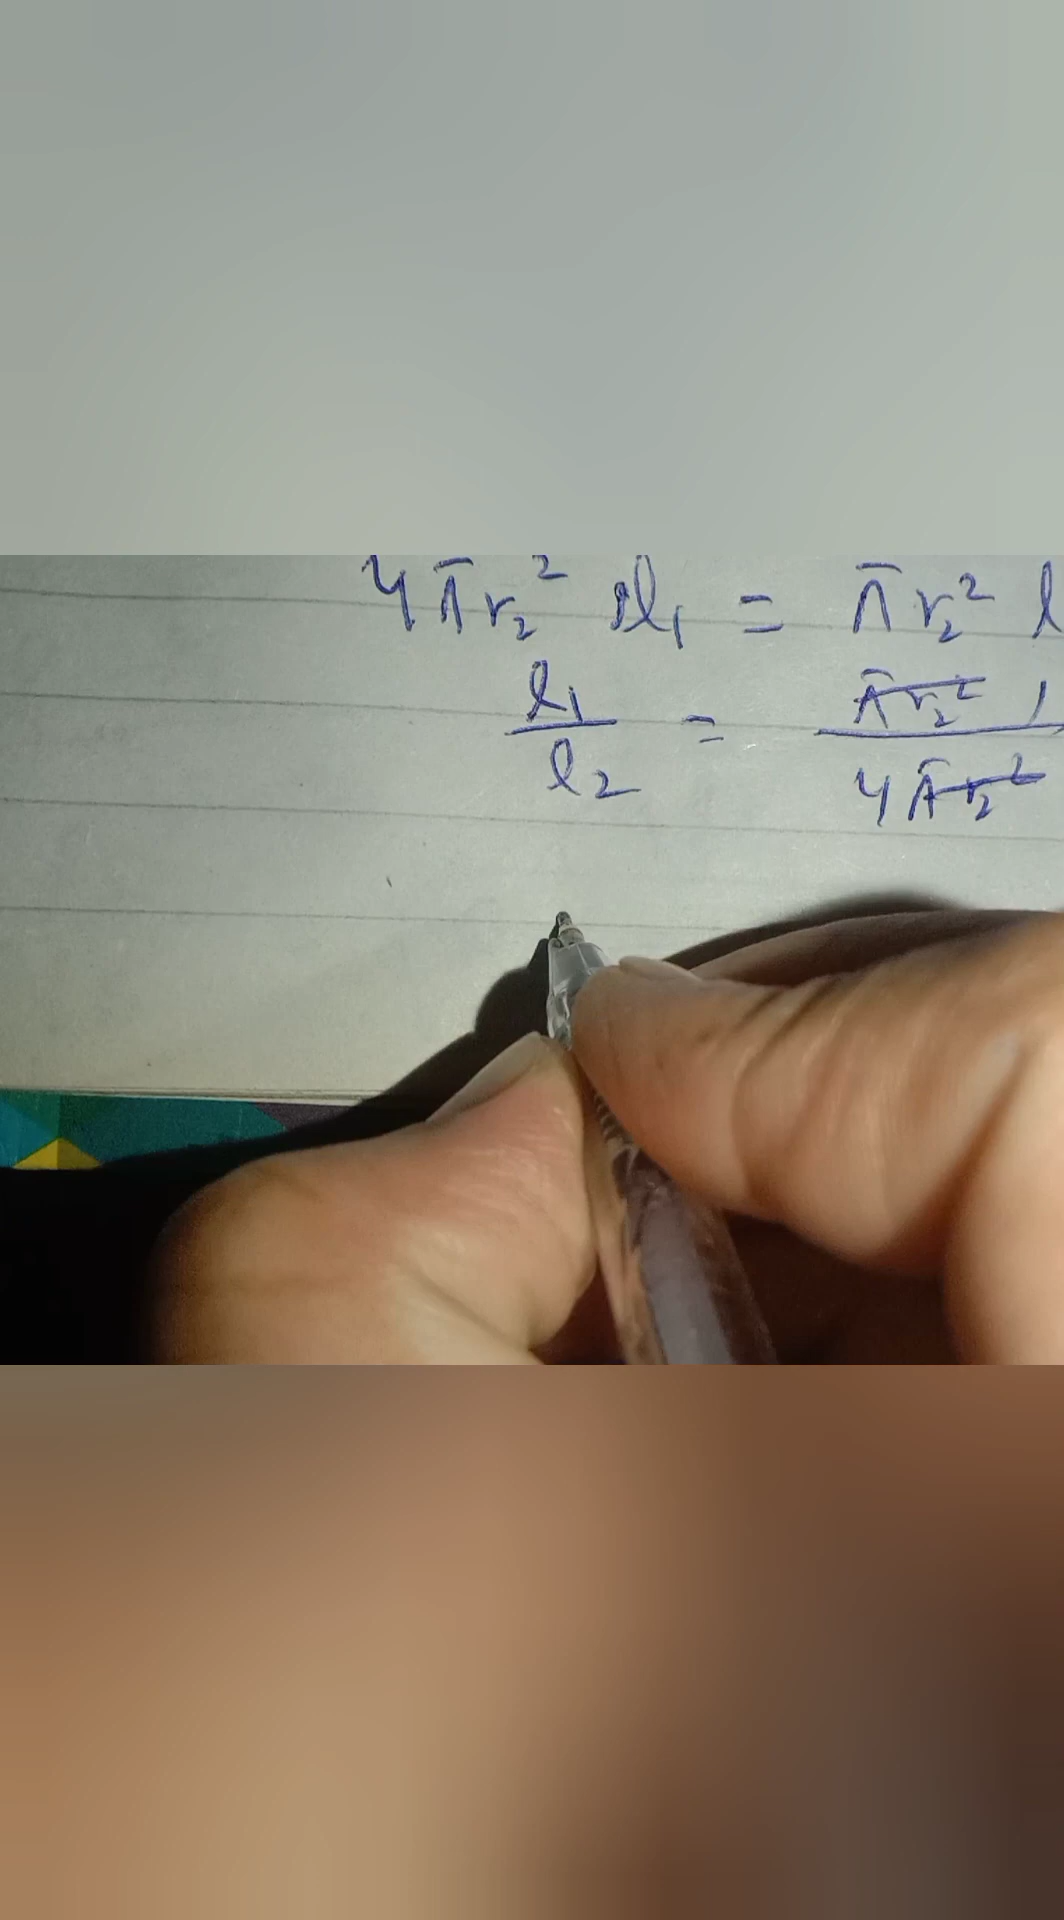 4πr₂² l₁ = πr₂² l
l₁/l₂ = πr₂²/4πr₂²